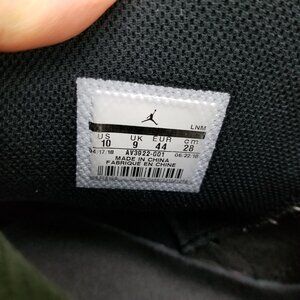 LNM
US UK EUR cm
10 9 44 28
04/17/18 AV3922-001 06/22/18
MADE IN CHINA
FABRIQUE EN CHINE